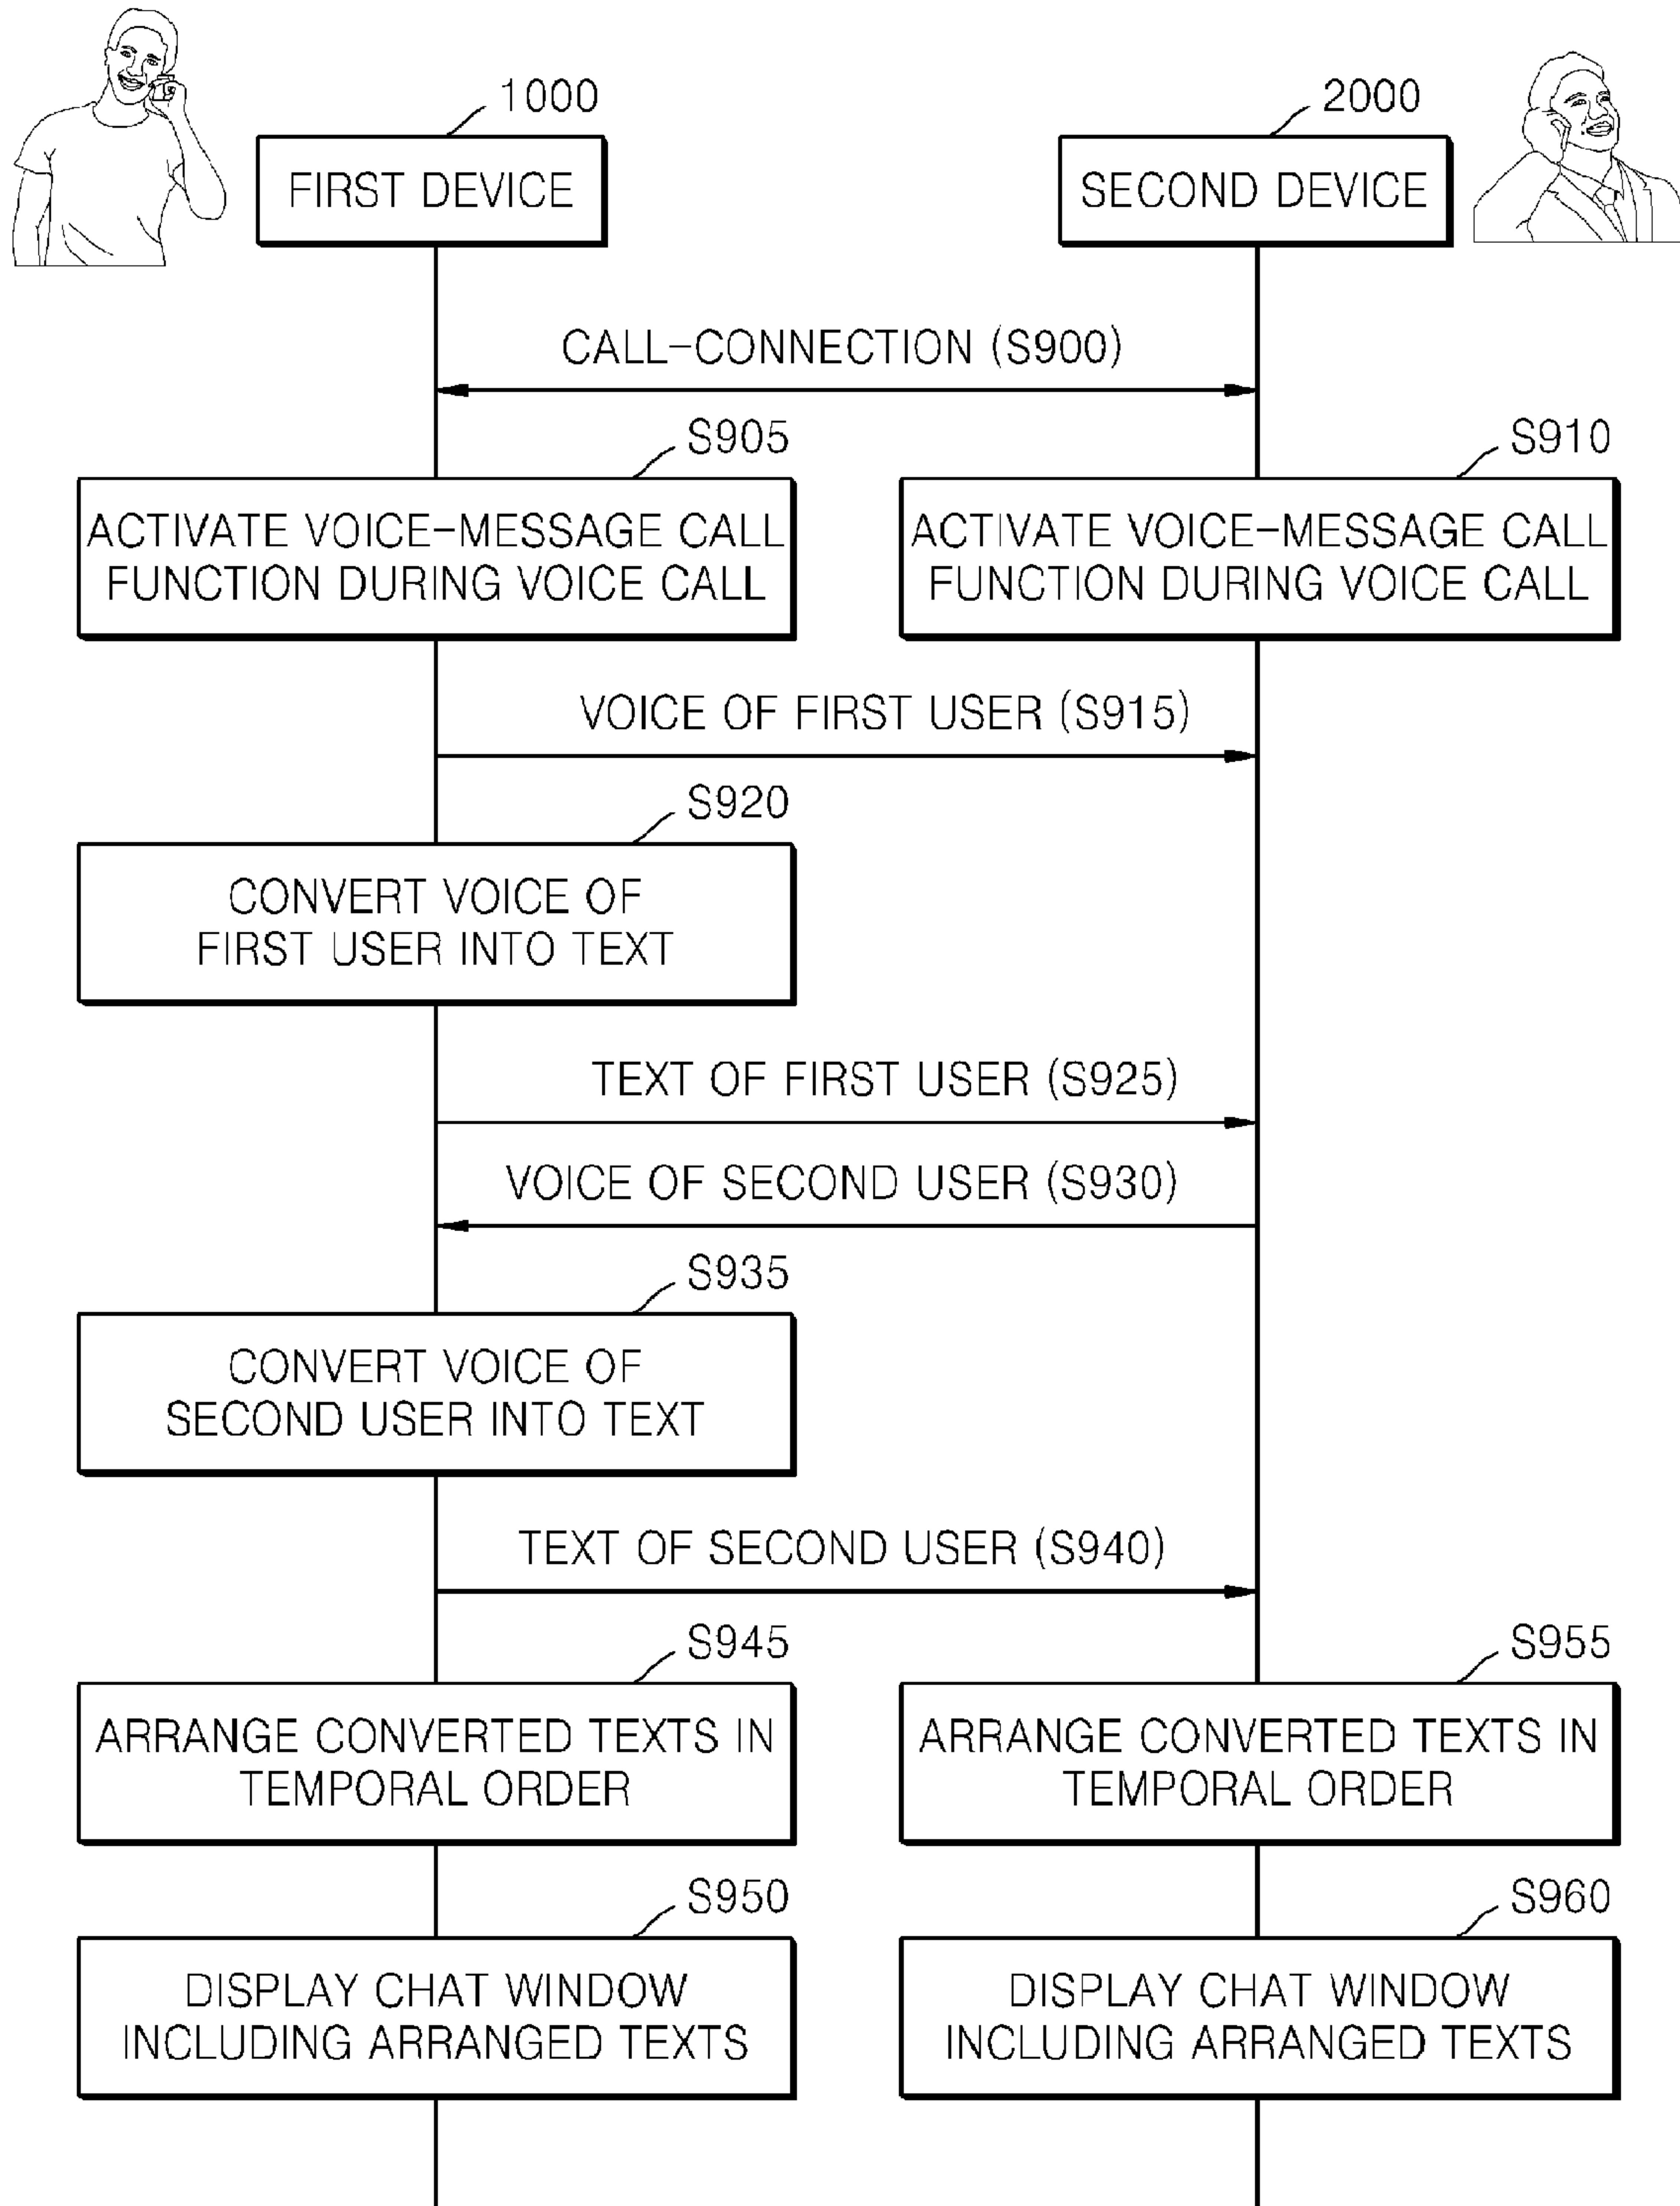 1000
2000
FIRST DEVICE
SECOND DEVICE
CALL-CONNECTION (S900)
S905
S910
ACTIVATE VOICE-MESSAGE CALL
FUNCTION DURING VOICE CALL
ACTIVATE VOICE-MESSAGE CALL
FUNCTION DURING VOICE CALL
VOICE OF FIRST USER (S915)
S920
CONVERT VOICE OF
FIRST USER INTO TEXT
TEXT OF FIRST USER (S925)
VOICE OF SECOND USER (S930)
S935
CONVERT VOICE OF
SECOND USER INTO TEXT
TEXT OF SECOND USER (S940)
S945
S955
ARRANGE CONVERTED TEXTS IN
TEMPORAL ORDER
ARRANGE CONVERTED TEXTS IN
TEMPORAL ORDER
S950
S960
DISPLAY CHAT WINDOW
INCLUDING ARRANGED TEXTS
DISPLAY CHAT WINDOW
INCLUDING ARRANGED TEXTS